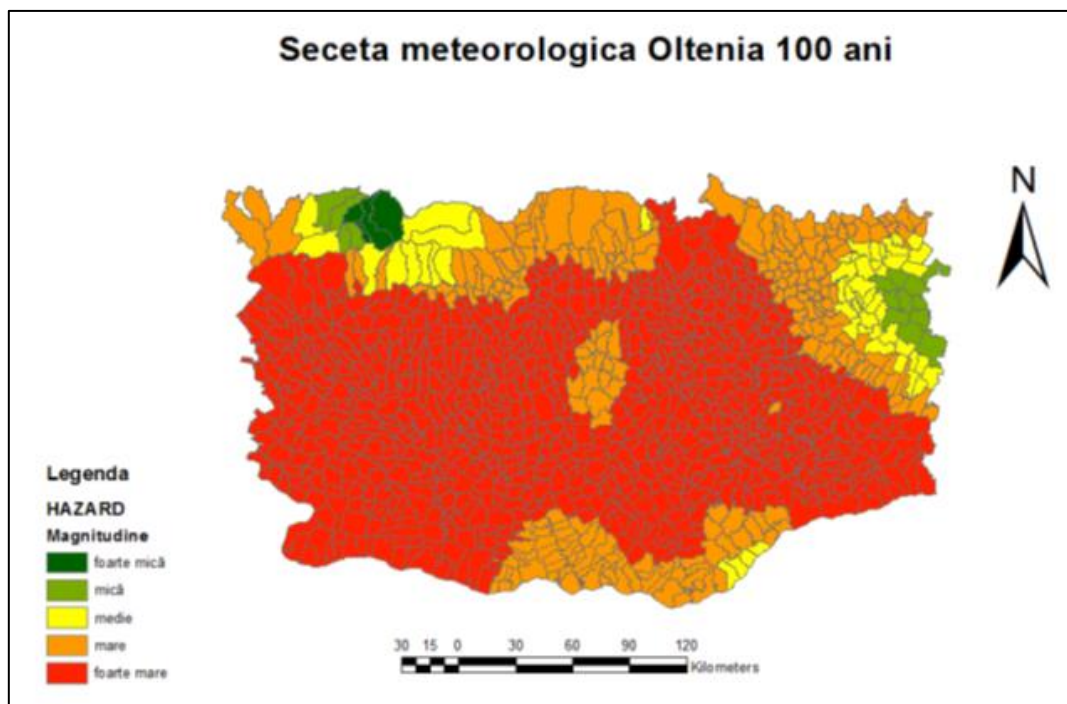 Seceta meteorologica Oltenia 100 ani
N
Legenda
HAZARD
Magnitudine
foarte mică
mică
medie
mare
foarte mare
30 15 0 30 60 90 120
Kilometers